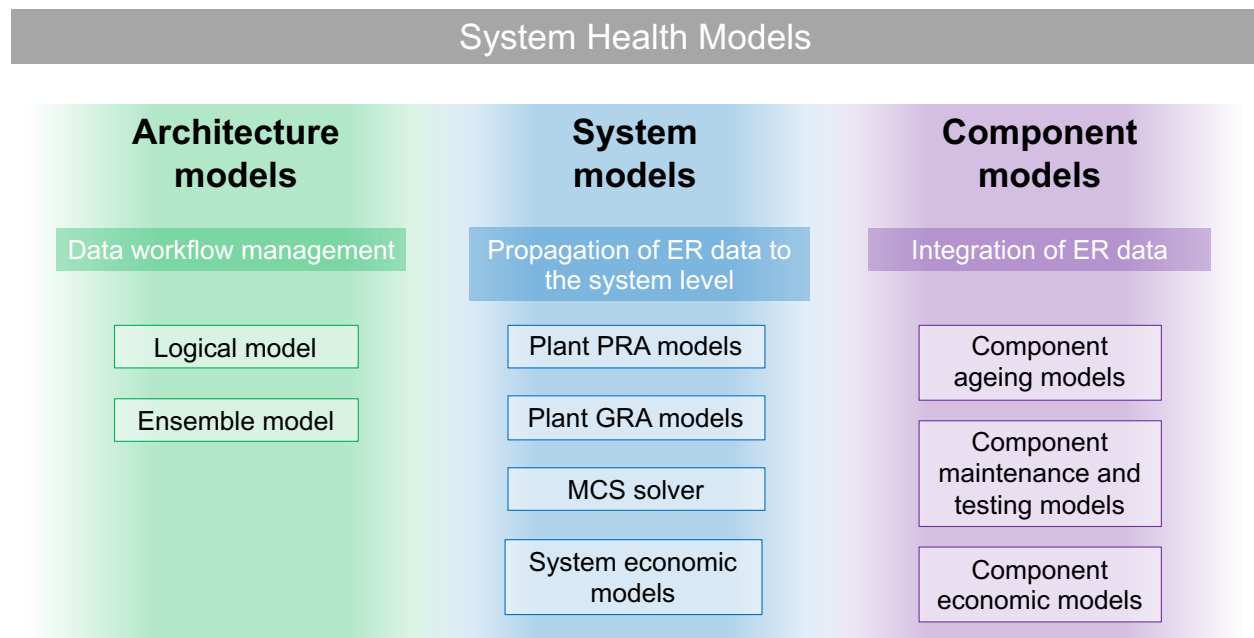 System Health Models
Architecture
models
Data workflow management
Logical model
Ensemble model
System
models
Propagation of ER data to
the system level
Plant PRA models
Plant GRA models
MCS solver
System economic
models
Component
models
Integration of ER data
Component
ageing models
Component
maintenance and
testing models
Component
economic models